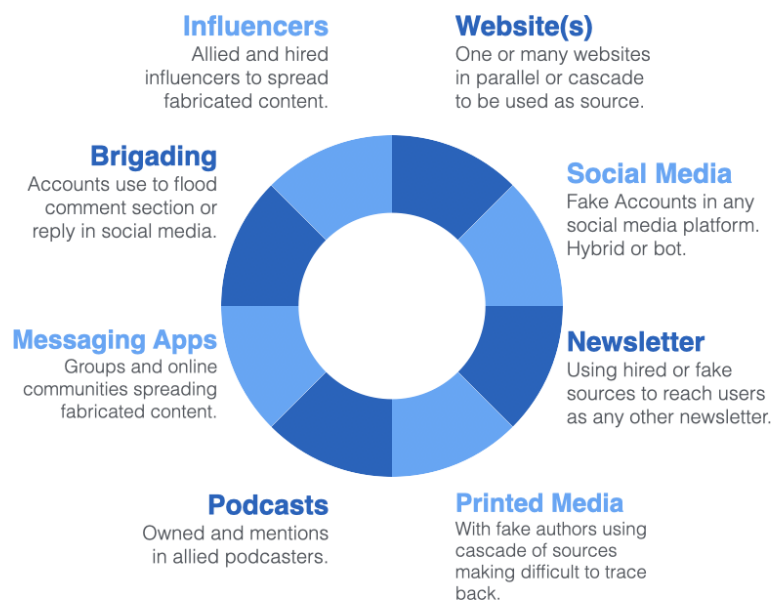 Influencers
Allied and hired
influencers to spread
fabricated content.
Website(s)
One or many websites
in parallel or cascade
to be used as source.
Brigading
Accounts use to flood
comment section or
reply in social media.
Social Media
Fake Accounts in any
social media platform.
Hybrid or bot.
Messaging Apps
Groups and online
communities spreading
fabricated content.
Newsletter
Using hired or fake
sources to reach users
as any other newsletter.
Podcasts
Owned and mentions
in allied podcasters.
Printed Media
With fake authors using
cascade of sources
making difficult to trace
back.